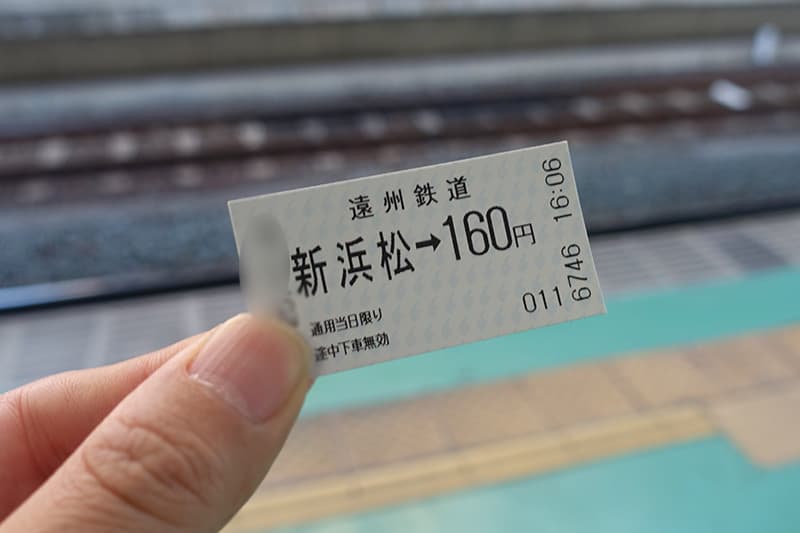 遠州鉄道
新浜松→160円
通用当日限り
途中下車無効
011
6746 16:06